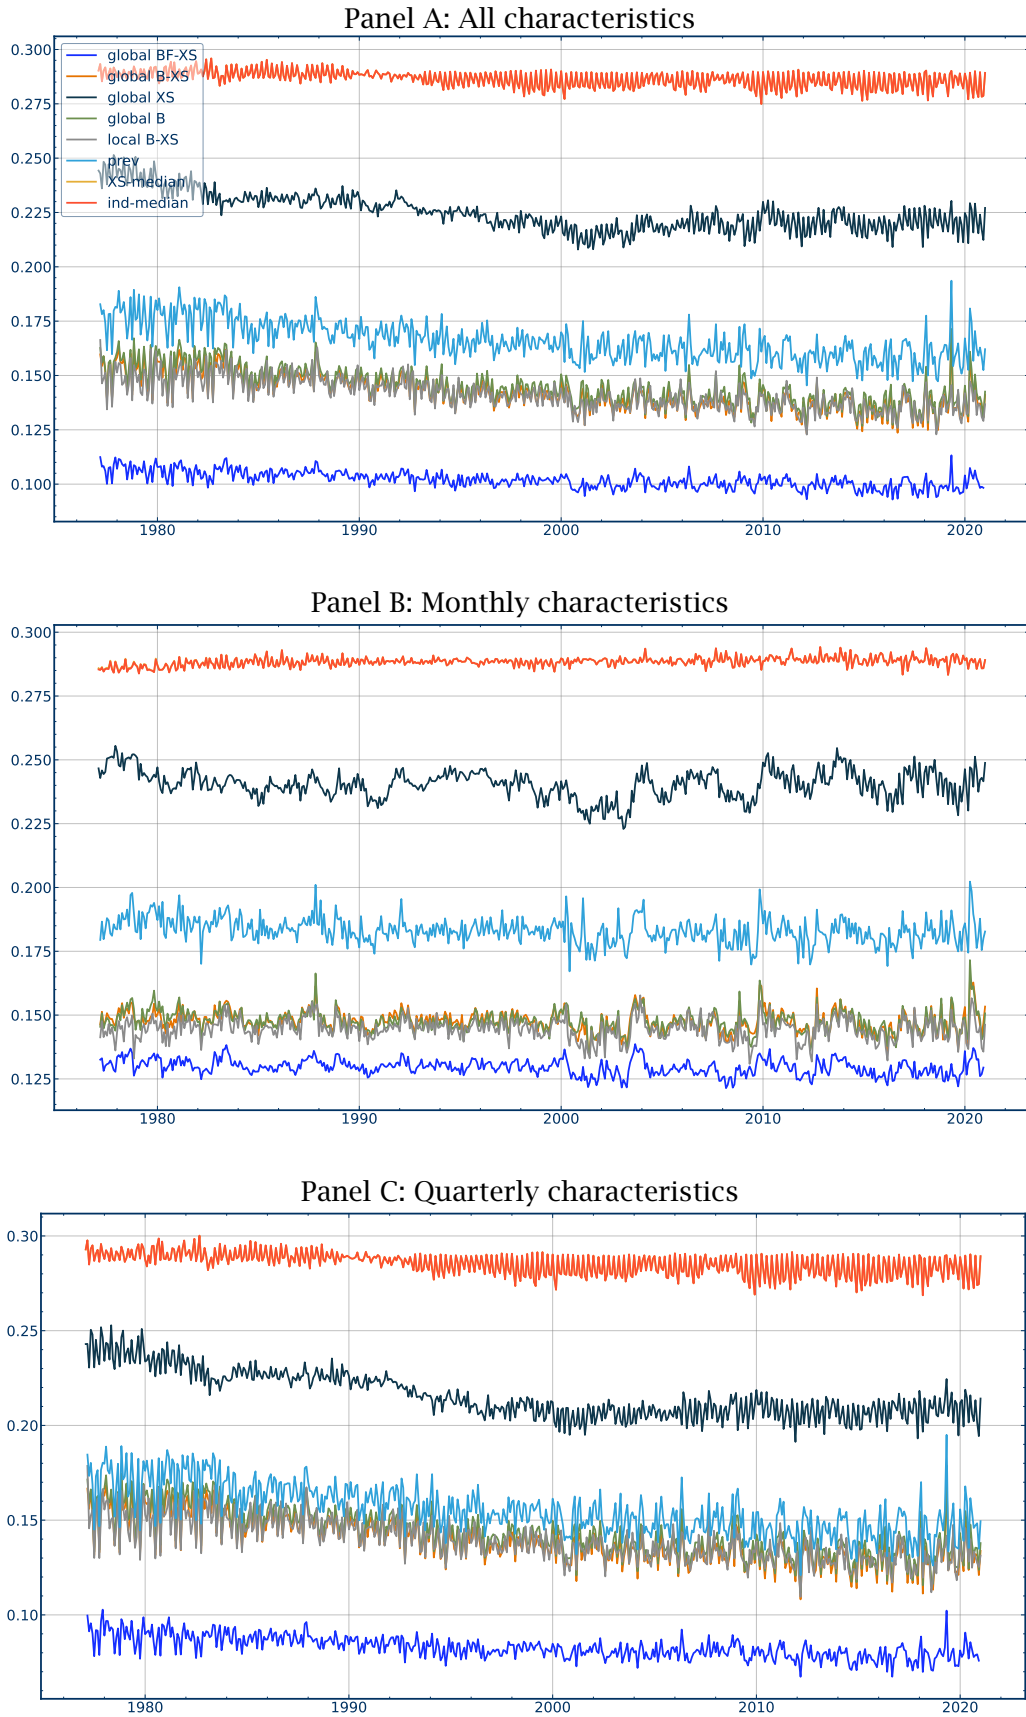 Panel A: All characteristics
0.300
0.275
0.250
0.225
0.200
0.175
0.150
0.125
0.100
global BF-XS
global B-XS
global XS
global B
local B-XS
prev
XS-median
ind-median
1980 1990 2000 2010 2020
Panel B: Monthly characteristics
0.300
0.275
0.250
0.225
0.200
0.175
0.150
0.125
1980 1990 2000 2010 2020
Panel C: Quarterly characteristics
0.30
0.25
0.20
0.15
0.10
1980 1990 2000 2010 2020